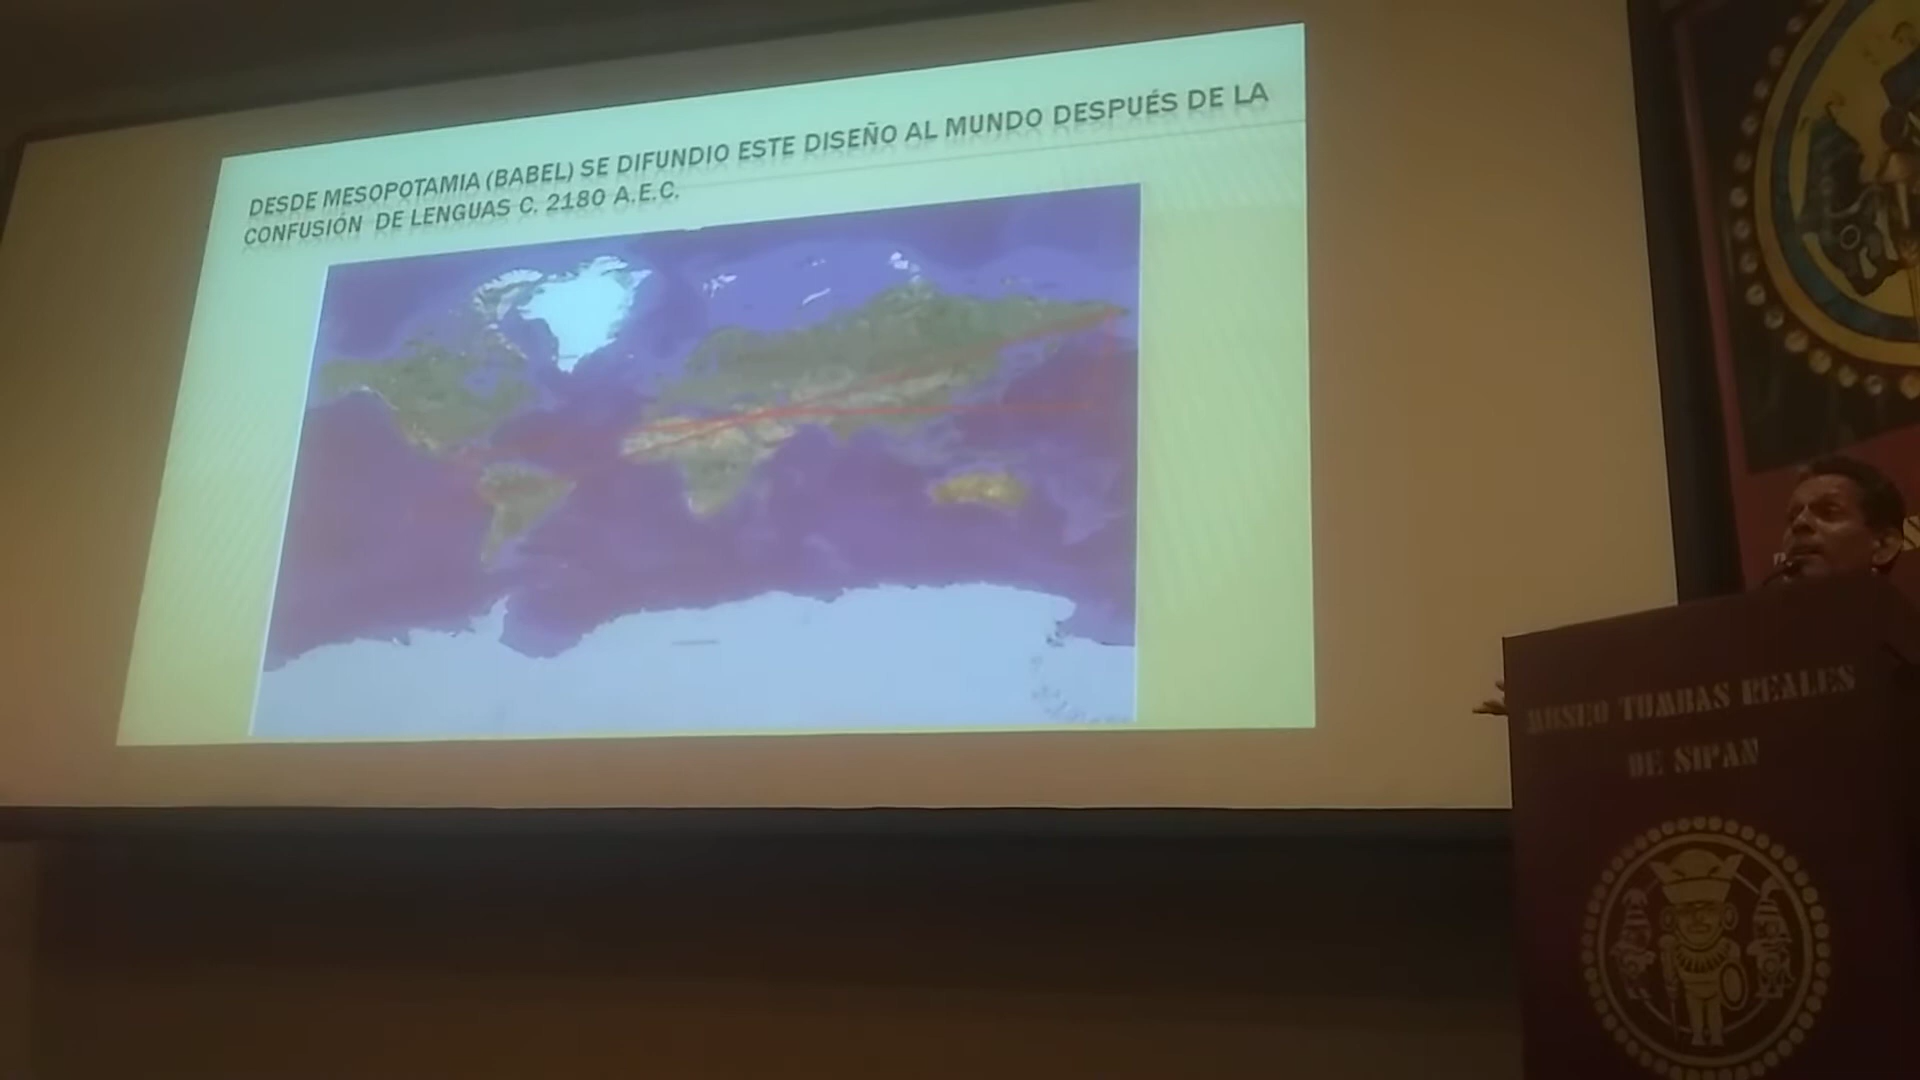 DESDE MESOPOTAMIA (BABEL) SE DIFUNDIO ESTE DISEÑO AL MUNDO DESPUÉS DE LA
CONFUSIÓN DE LENGUAS C. 2180 A.E.C.
MUSEO TUMBAS REALES
DE SIPAN